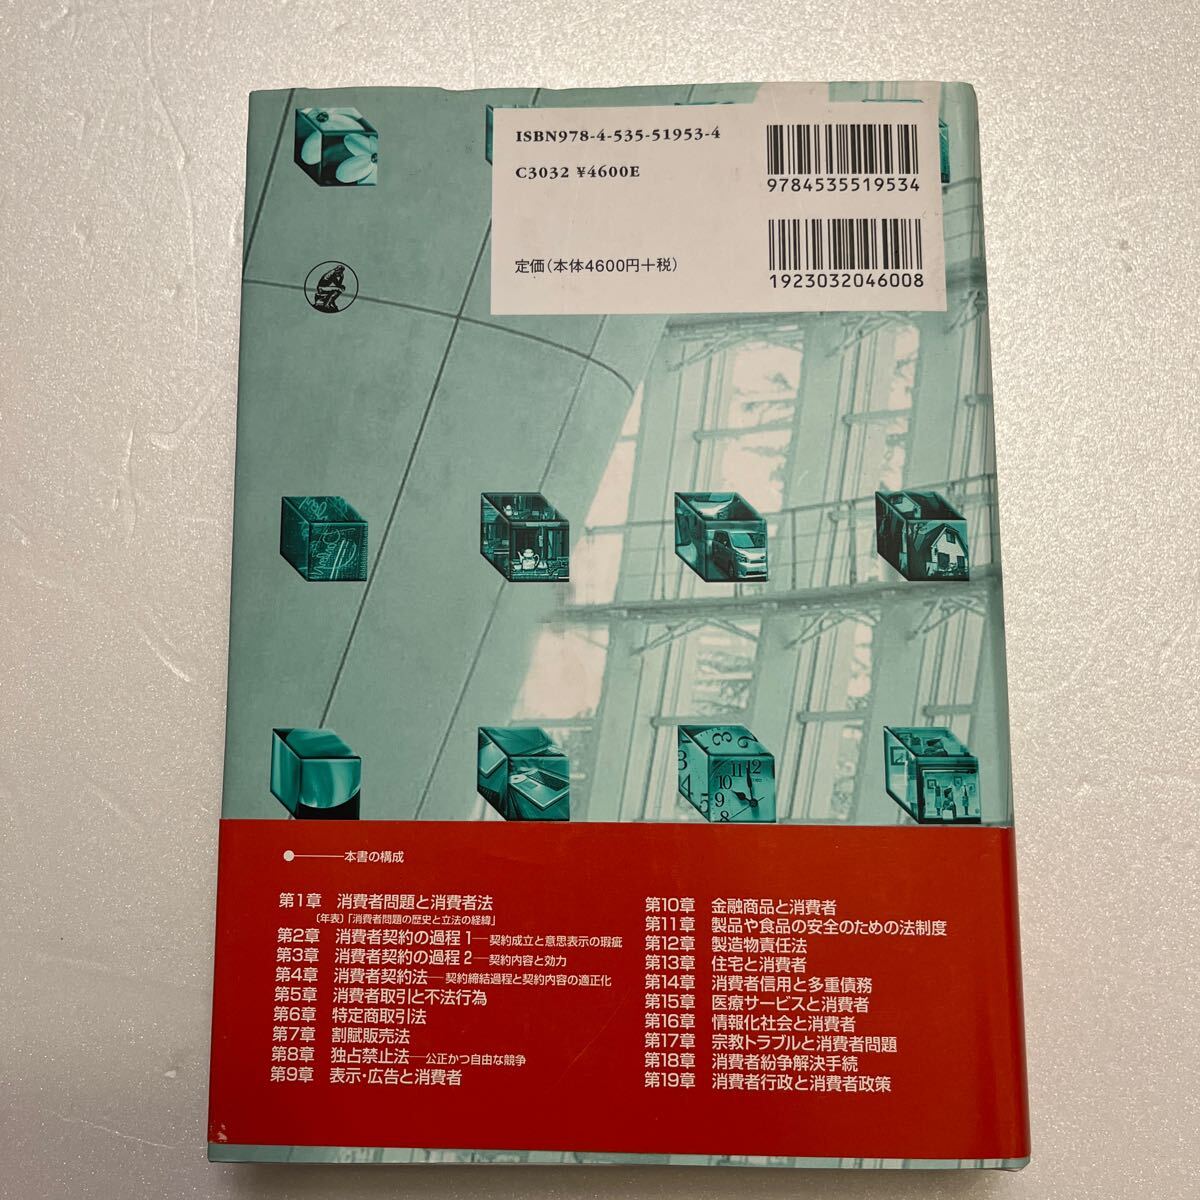 ISBN978-4-535-51953-4
C3032 ¥4600E
定価(本体4600円+税)
9784535519534
1923032046008
本書の構成
第1章 消費者問題と消費者法
〔年表〕「消費者問題の歴史と立法の経緯」
第2章 消費者契約の過程1―契約成立と意思表示の瑕疵
第3章 消費者契約の過程2―契約内容と効力
第4章 消費者契約法―契約締結過程と契約内容の適正化
第5章 消費者取引と不法行為
第6章 特定商取引法
第7章 割賦販売法
第8章 独占禁止法―公正かつ自由な競争
第9章 表示・広告と消費者
第10章 金融商品と消費者
第11章 製品や食品の安全のための法制度
第12章 製造物責任法
第13章 住宅と消費者
第14章 消費者信用と多重債務
第15章 医療サービスと消費者
第16章 情報化社会と消費者
第17章 宗教トラブルと消費者問題
第18章 消費者紛争解決手続
第19章 消費者行政と消費者政策